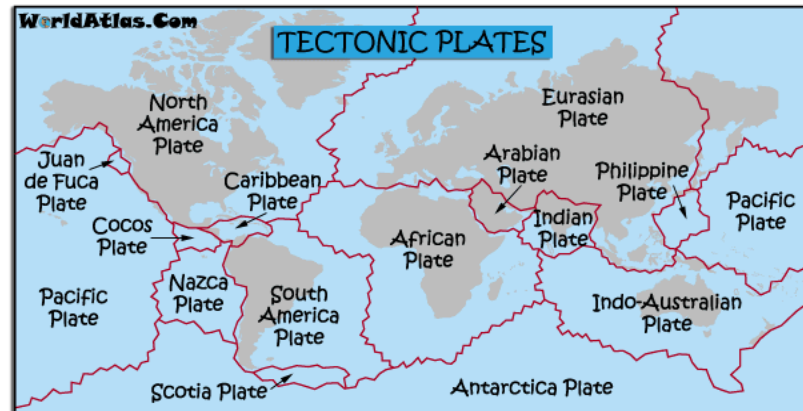 WorldAtlas.Com
TECTONIC PLATES
North
America
Plate
Eurasian
Plate
Juan
de Fuca
Plate
Caribbean
Plate
Arabian
Plate
Philippine
Plate
Pacific
Plate
Cocos
Plate
African
Plate
Indian
Plate
Pacific
Plate
Nazca
Plate
South
America
Plate
Indo-Australian
Plate
Scotia Plate
Antarctica Plate